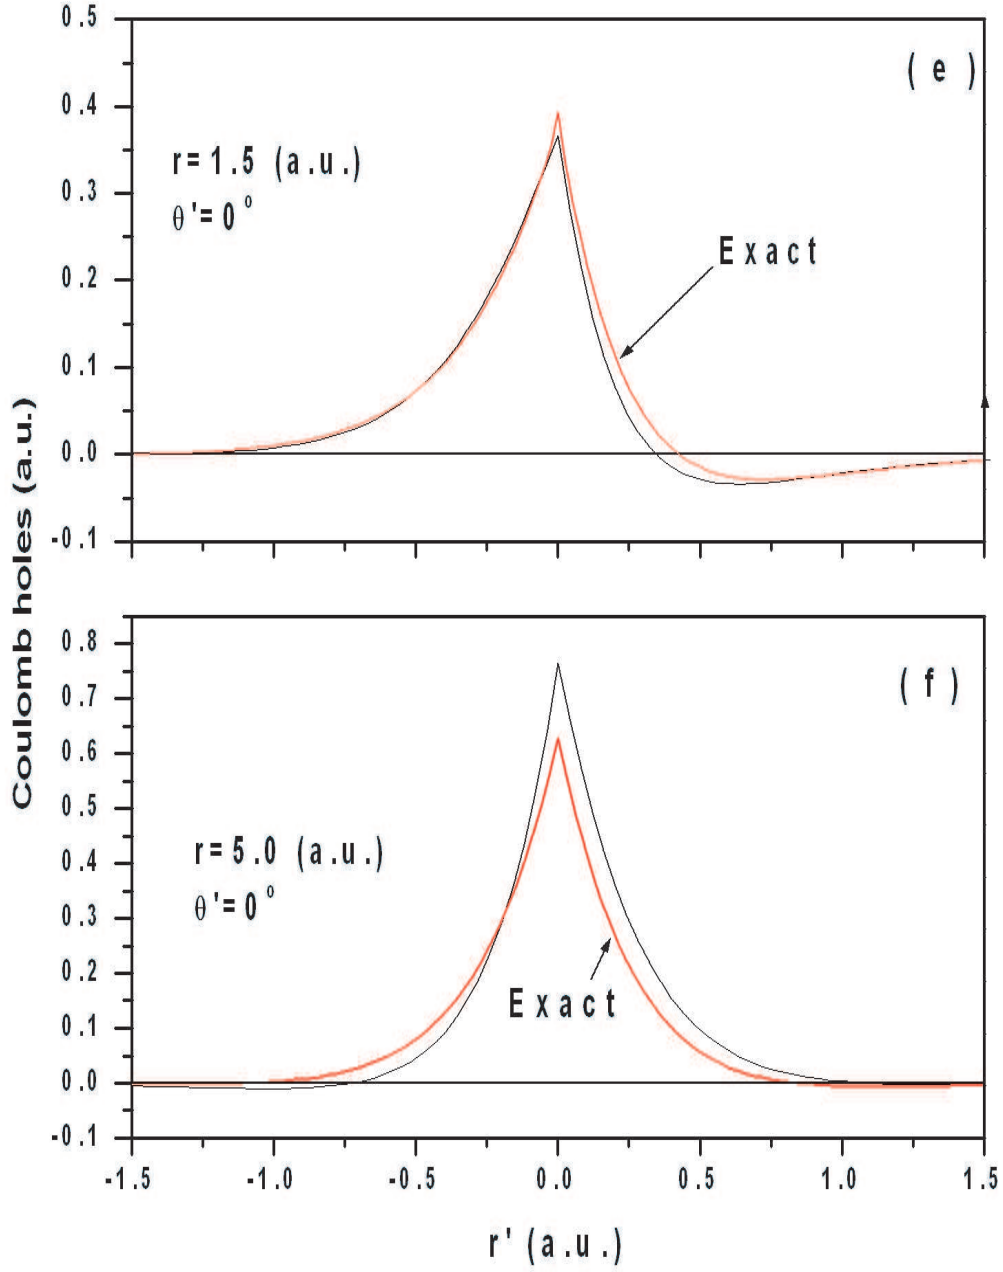 0.5
( e )
0.4
r=1.5 (a.u.)
0.3
θ'=0°
Exact
0.2
0.1
0.0
-0.1
Coulomb holes (a.u.)
0.8
( f )
0.7
0.6
0.5
r=5.0 (a.u.)
0.4
θ'=0°
0.3
0.2
Exact
0.1
0.0
-0.1
-1.5 -1.0 -0.5 0.0 0.5 1.0 1.5
r' (a.u.)